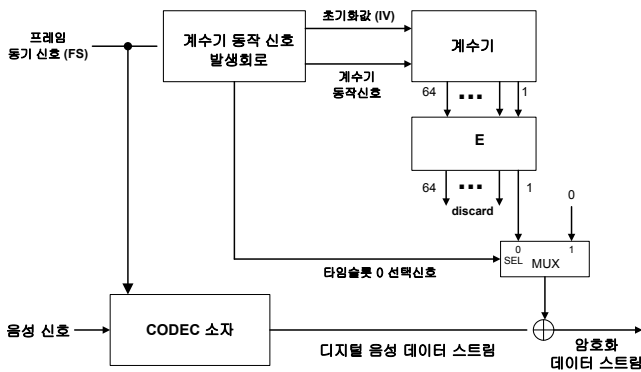 프레임
동기 신호 (FS)
계수기 동작 신호
발생회로
초기화값 (IV)
계수기
동작신호
계수기
64
1
E
64
1
discard
0
0
1
SEL
MUX
타임슬롯 0 선택신호
음성 신호
CODEC 소자
디지털 음성 데이터 스트림
암호화
데이터 스트림